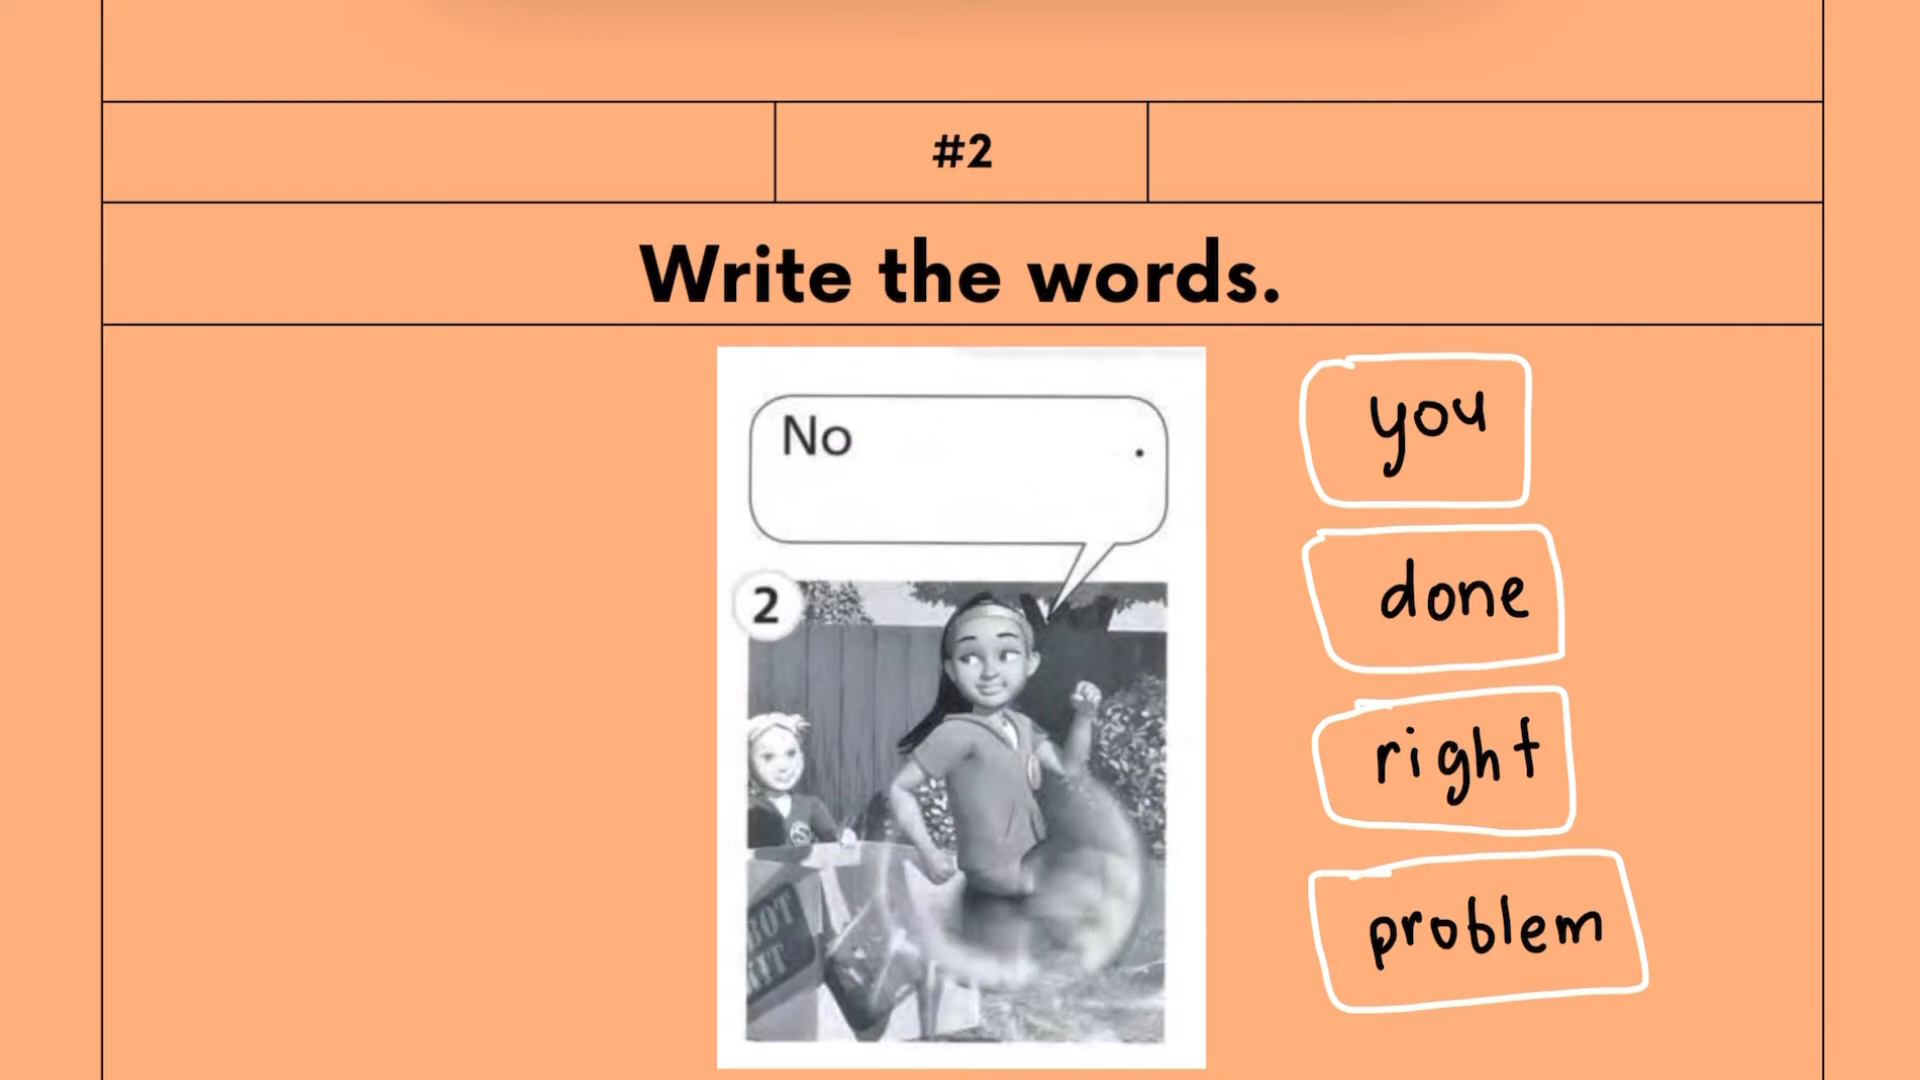 #2
Write the words.
No .
2
you
done
right
problem